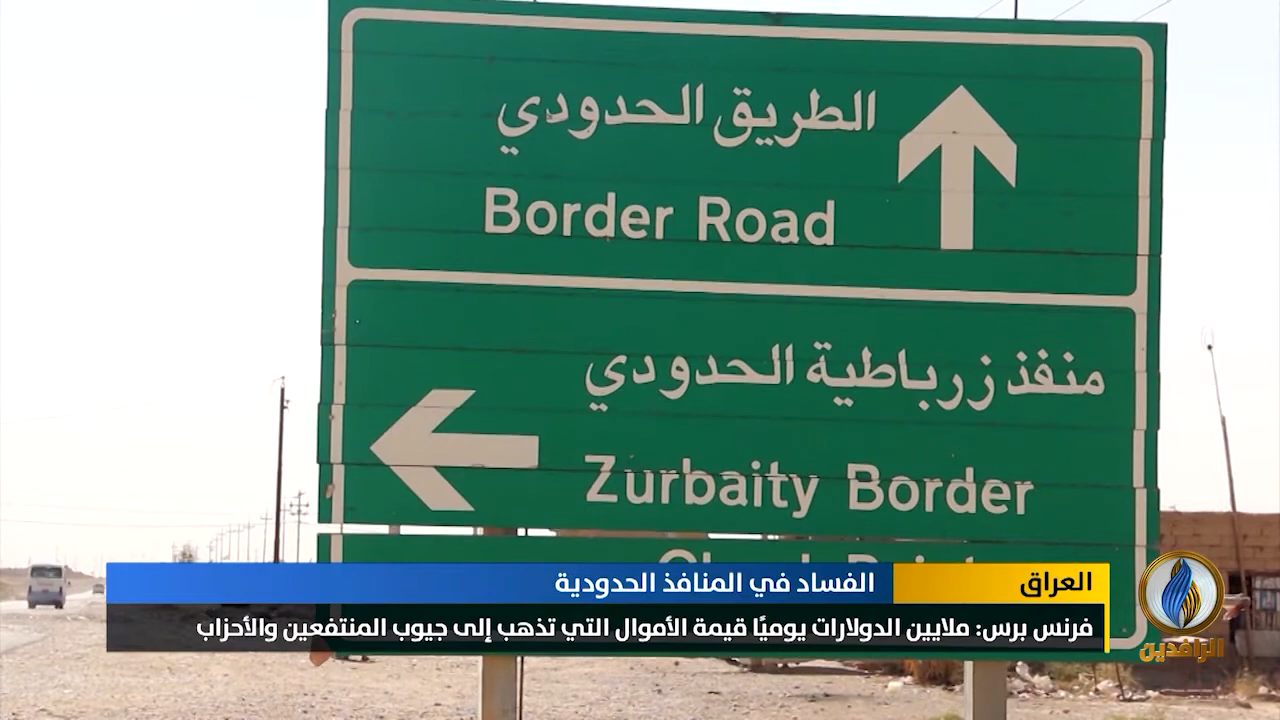 الطريق الحدودي
Border Road
منفذ زرباطية الحدودي
Zurbaity Border
العراق
الفساد في المنافذ الحدودية
فرنس برس: ملايين الدولارات يوميًا قيمة الأموال التي تذهب إلى جيوب المنتفعين والأحزاب
الرافدين